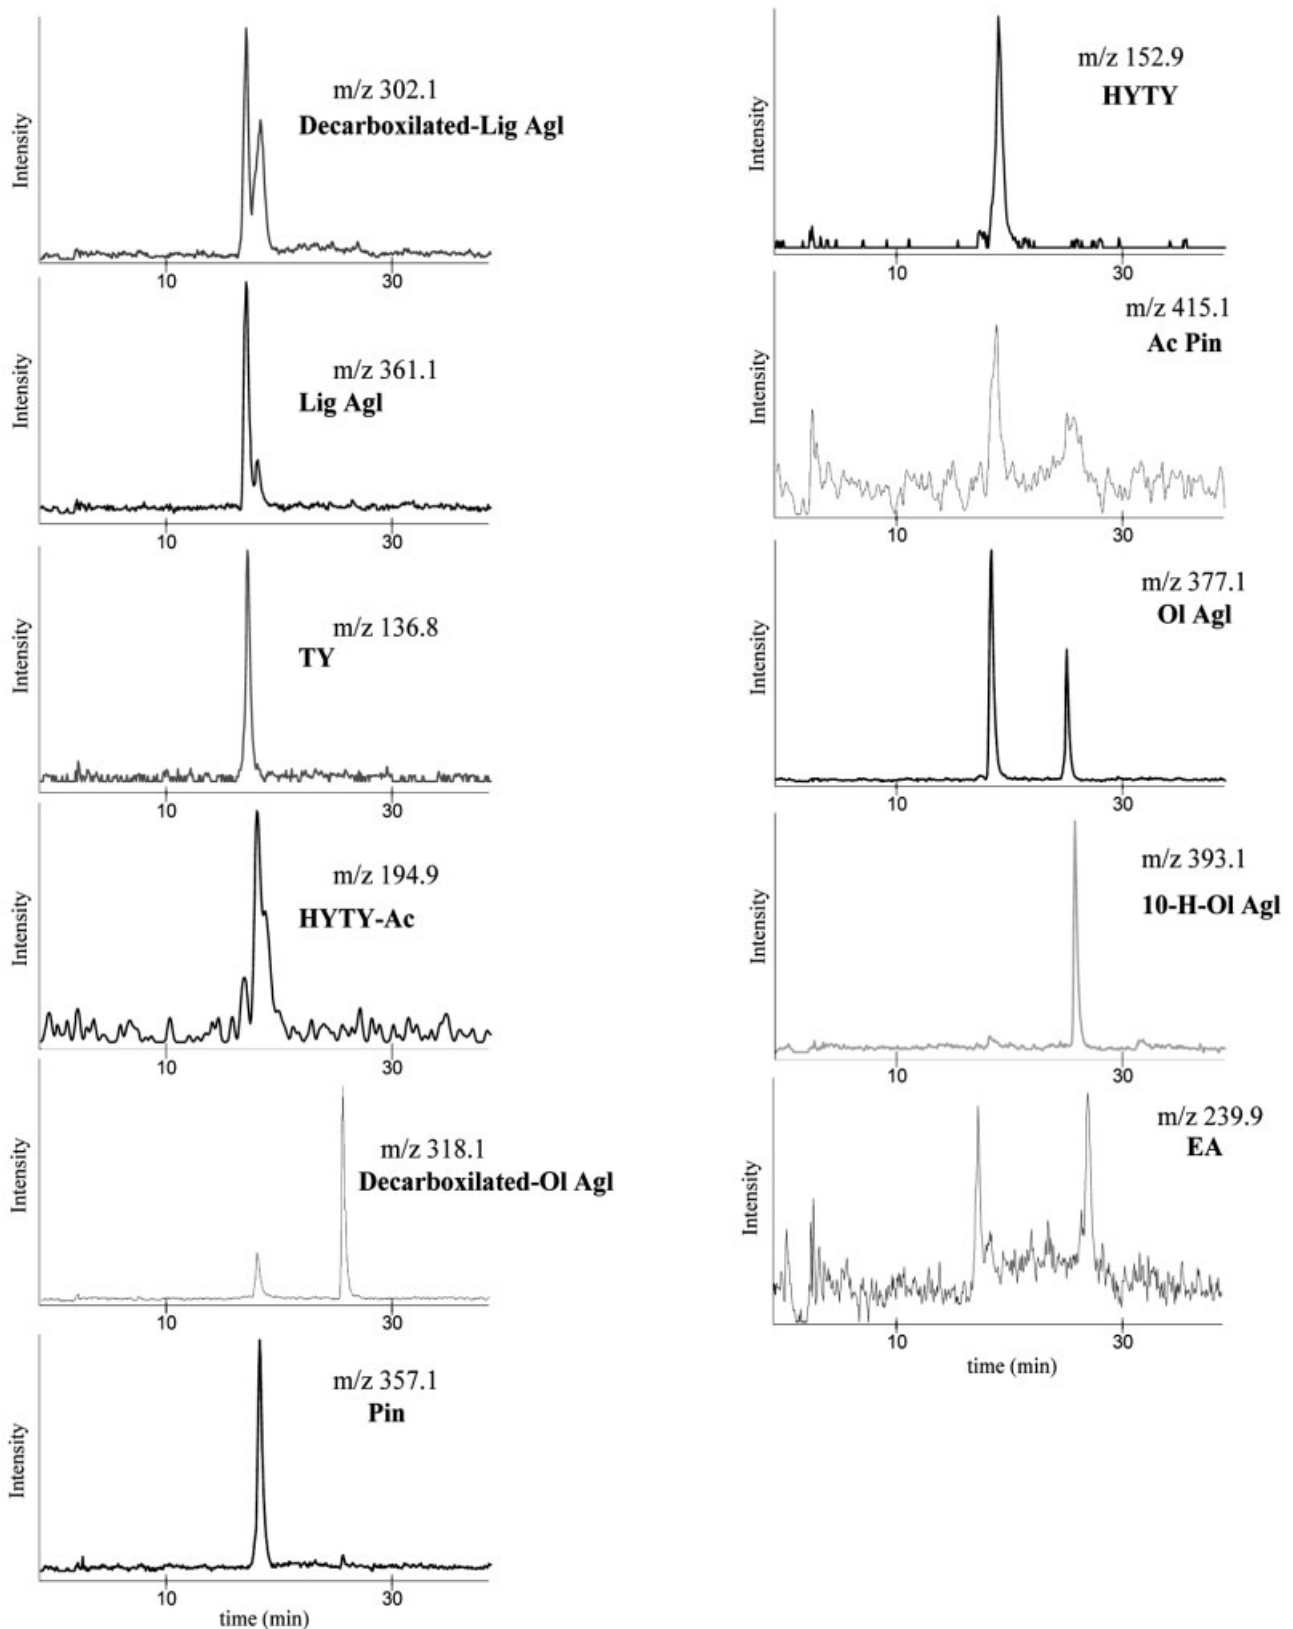 Intensity
m/z 302.1
Decarboxilated-Lig Agl
10 30
Intensity
m/z 361.1
Lig Agl
10 30
Intensity
m/z 136.8
TY
10 30
Intensity
m/z 194.9
HYTY-Ac
10 30
Intensity
m/z 318.1
Decarboxilated-Ol Agl
10 30
Intensity
m/z 357.1
Pin
10 30
time (min)
Intensity
m/z 152.9
HYTY
10 30
Intensity
m/z 415.1
Ac Pin
10 30
Intensity
m/z 377.1
Ol Agl
10 30
Intensity
m/z 393.1
10-H-Ol Agl
10 30
Intensity
m/z 239.9
EA
10 30
time (min)